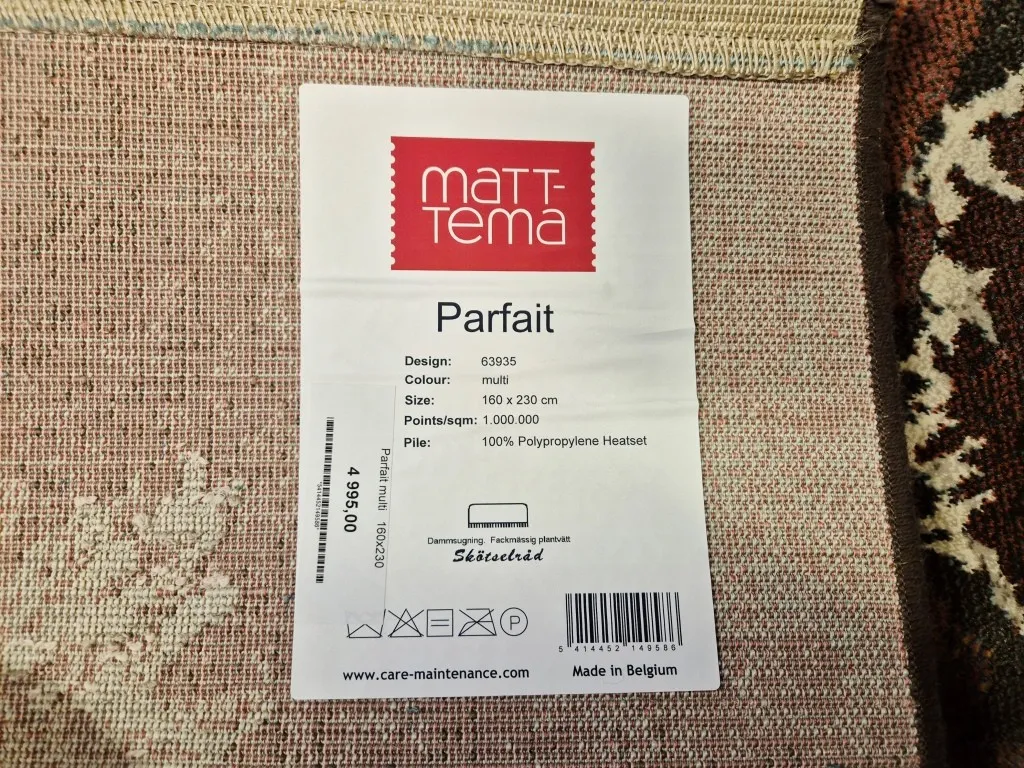 maTT-
Tema
Parfait
Design: 63935
Colour: multi
Size: 160 x 230 cm
Points/sqm: 1.000.000
Pile: 100% Polypropylene Heatset
Parfait multi 160x230
4 995,00
Dammsugning. Fackmässig plantvätt
Skötselråd
P
5 414452 149586
www.care-maintenance.com
Made in Belgium